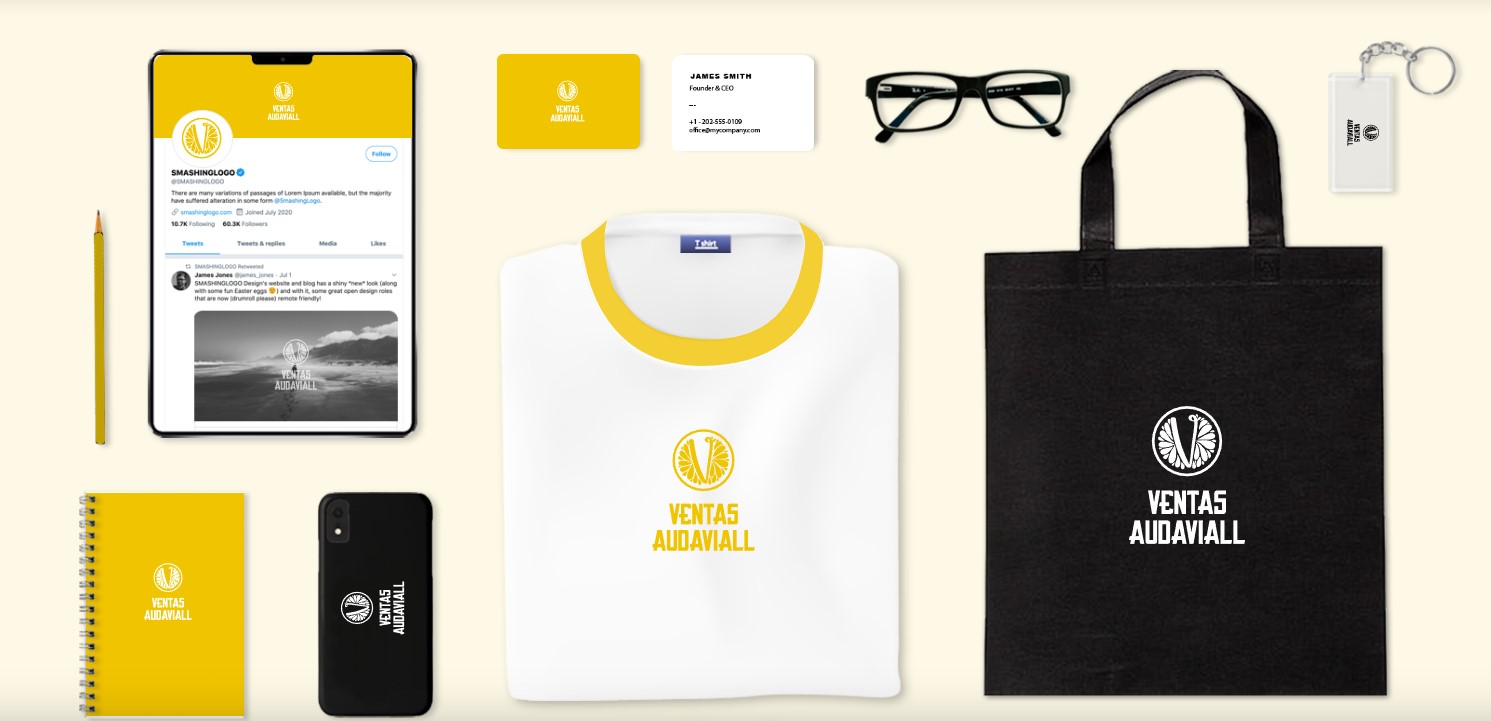 VENTAS
AUDAVIALL
Follow
SMASHINGLOGO
@SMASHINGLOGO
There are many variations of passages of Lorem Ipsum available, but the majority
have suffered alteration in some form @SmashingLogo.
smashinglogo.com Joined July 2020
10.7K Following 60.3K Followers
Tweets Tweets & replies Media Likes
SMASHINGLOGO Retweeted
James Jones @james_jones · Jul 1
SMASHINGLOGO Design's website and blog has a shiny *new* look (along
with some fun Easter eggs 😏) and with it, some great open design roles
that are now (drumroll please) remote friendly!
VENTAS
AUDAVIALL
VENTAS
AUDAVIALL
JAMES SMITH
Founder & CEO
---
+1 - 202-555-0109
office@mycompany.com
VENTAS
AUDAVIALL
T shirt
VENTAS
AUDAVIALL
VENTAS
AUDAVIALL
VENTAS
AUDAVIALL
VENTAS
AUDAVIALL